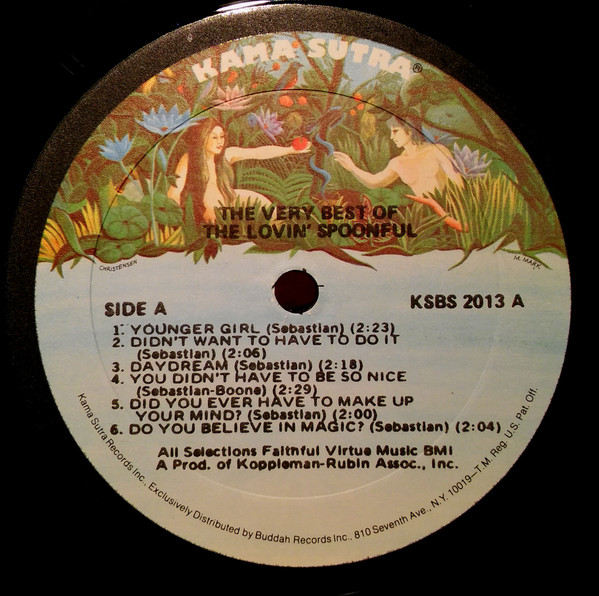 KAMA SUTRA®
THE VERY BEST OF
THE LOVIN' SPOONFUL
CHRISTENSEN
M. MARK
SIDE A
KSBS 2013 A
1. YOUNGER GIRL (Sebastian) (2:23)
2. DIDN'T WANT TO HAVE TO DO IT
(Sebastian) (2:06)
3. DAYDREAM (Sebastian) (2:18)
4. YOU DIDN'T HAVE TO BE SO NICE
(Sebastian-Boone) (2:29)
5. DID YOU EVER HAVE TO MAKE UP
YOUR MIND? (Sebastian) (2:00)
6. DO YOU BELIEVE IN MAGIC? (Sebastian) (2:04)
All Selections Faithful Virtue Music BMI
A Prod. of Koppleman-Rubin Assoc., Inc.
Kama Sutra Records Inc., Exclusively Distributed by Buddah Records Inc., 810 Seventh Ave., N.Y. 10019—T.M. Reg. U.S. Pat. Off.